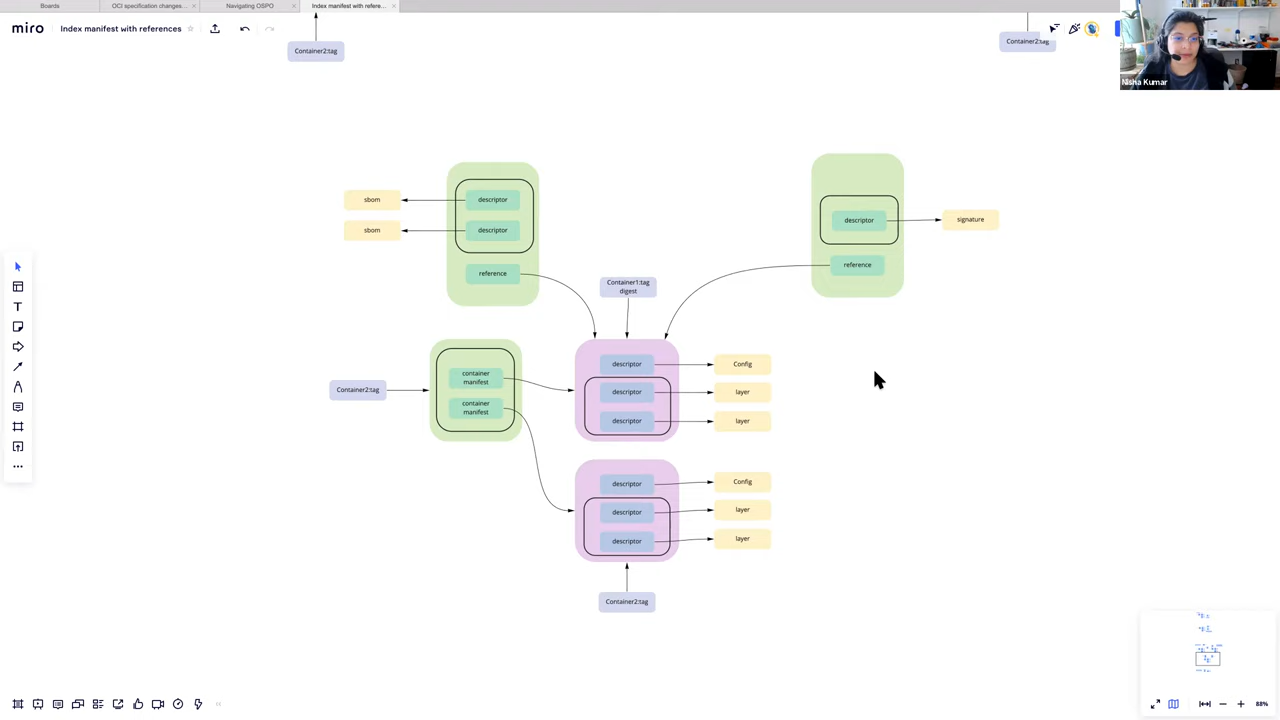 Boards
OCI specification changes...
Navigating OSPO
Index manifest with refere...
miro
Index manifest with references
Container2:tag
Container2:tag
Nisha Kumar
sbom
descriptor
sbom
descriptor
reference
descriptor
signature
reference
Container1:tag
digest
Container2:tag
container
manifest
container
manifest
descriptor
Config
descriptor
layer
descriptor
layer
descriptor
Config
descriptor
layer
descriptor
layer
Container2:tag
88%